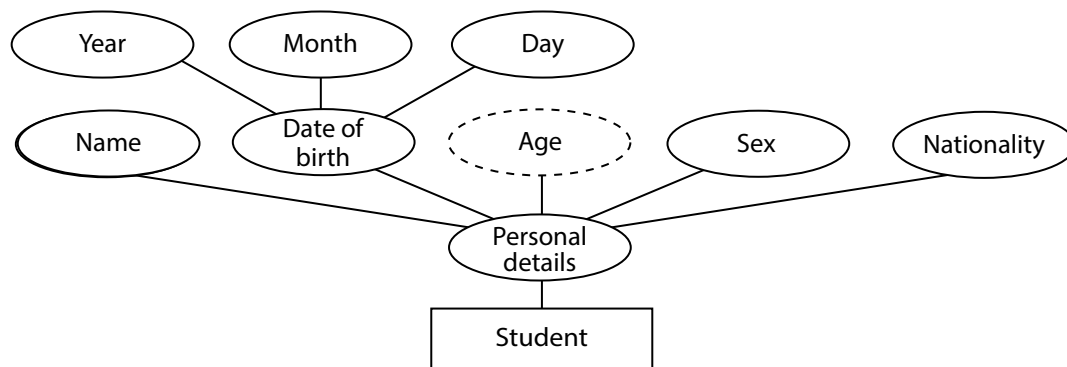 Year
Month
Day
Name
Date of
birth
Age
Sex
Nationality
Personal
details
Student